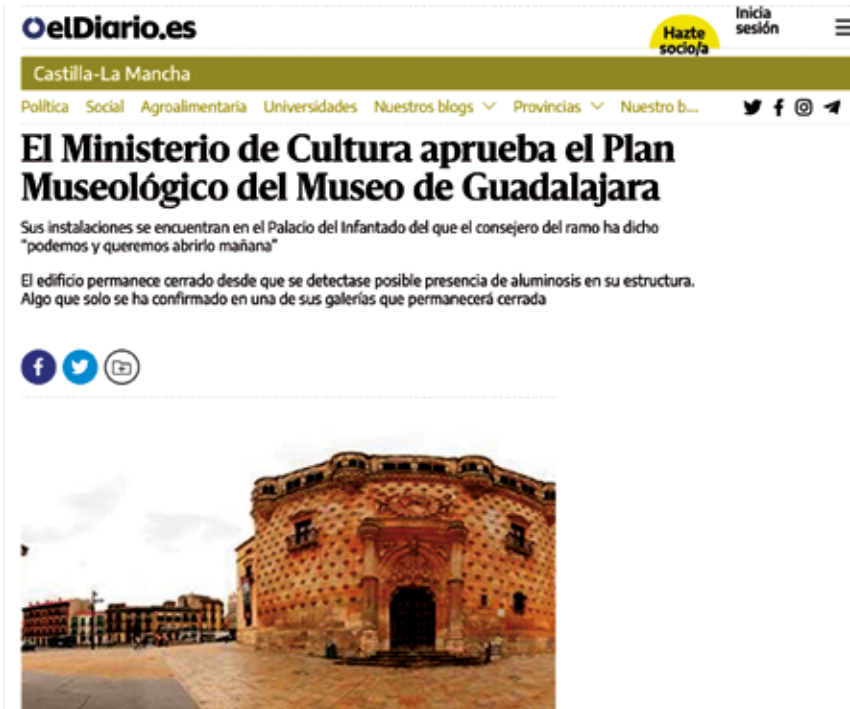 elDiario.es
Hazte
socio/a
Inicia
sesión
Castilla-La Mancha
Política Social Agroalimentaria Universidades Nuestros blogs Provincias Nuestro b...
El Ministerio de Cultura aprueba el Plan
Museológico del Museo de Guadalajara
Sus instalaciones se encuentran en el Palacio del Infantado del que el consejero del ramo ha dicho
"podemos y queremos abrirlo mañana"
El edificio permanece cerrado desde que se detectase posible presencia de aluminosis en su estructura.
Algo que solo se ha confirmado en una de sus galerías que permanecerá cerrada